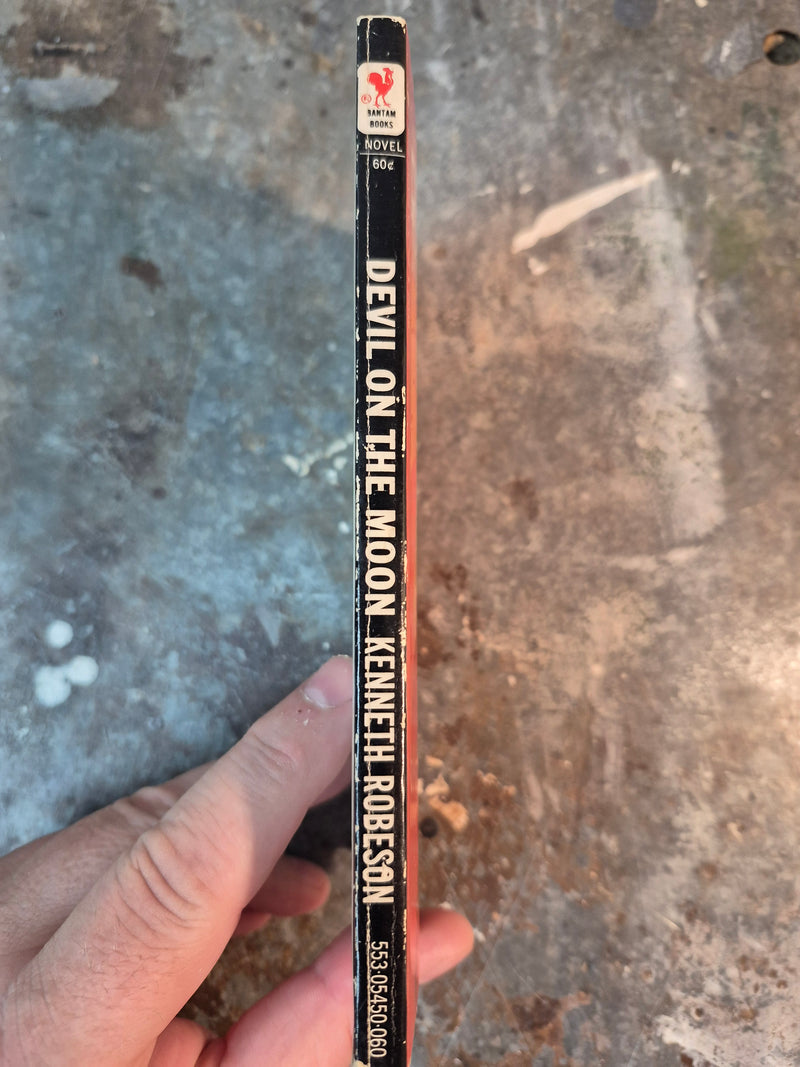 ®
BANTAM
BOOKS
NOVEL
60¢
DEVIL ON THE MOON KENNETH ROBESON
553·05450·060